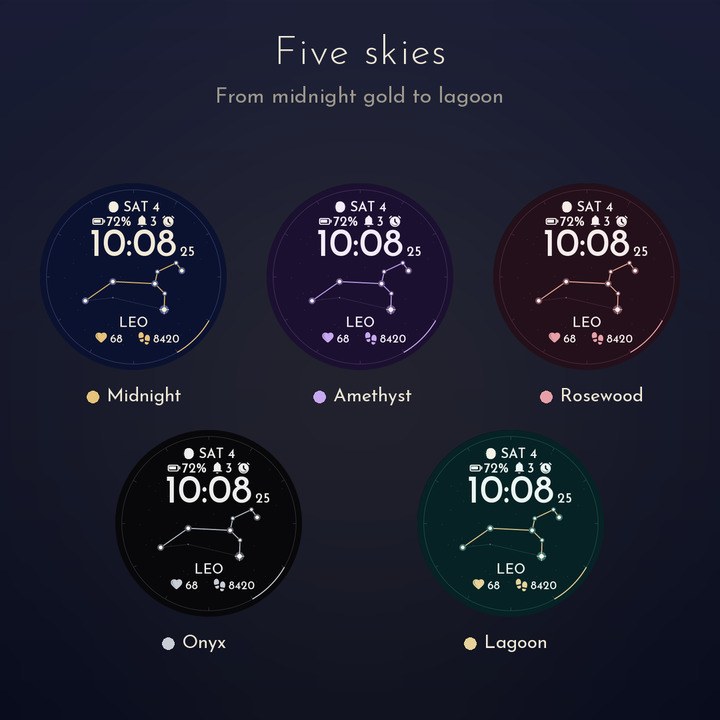 Five skies
From midnight gold to lagoon
SAT 4
72% 3
10:08 25
LEO
68 8420
Midnight
SAT 4
72% 3
10:08 25
LEO
68 8420
Amethyst
SAT 4
72% 3
10:08 25
LEO
68 8420
Rosewood
SAT 4
72% 3
10:08 25
LEO
68 8420
Onyx
SAT 4
72% 3
10:08 25
LEO
68 8420
Lagoon